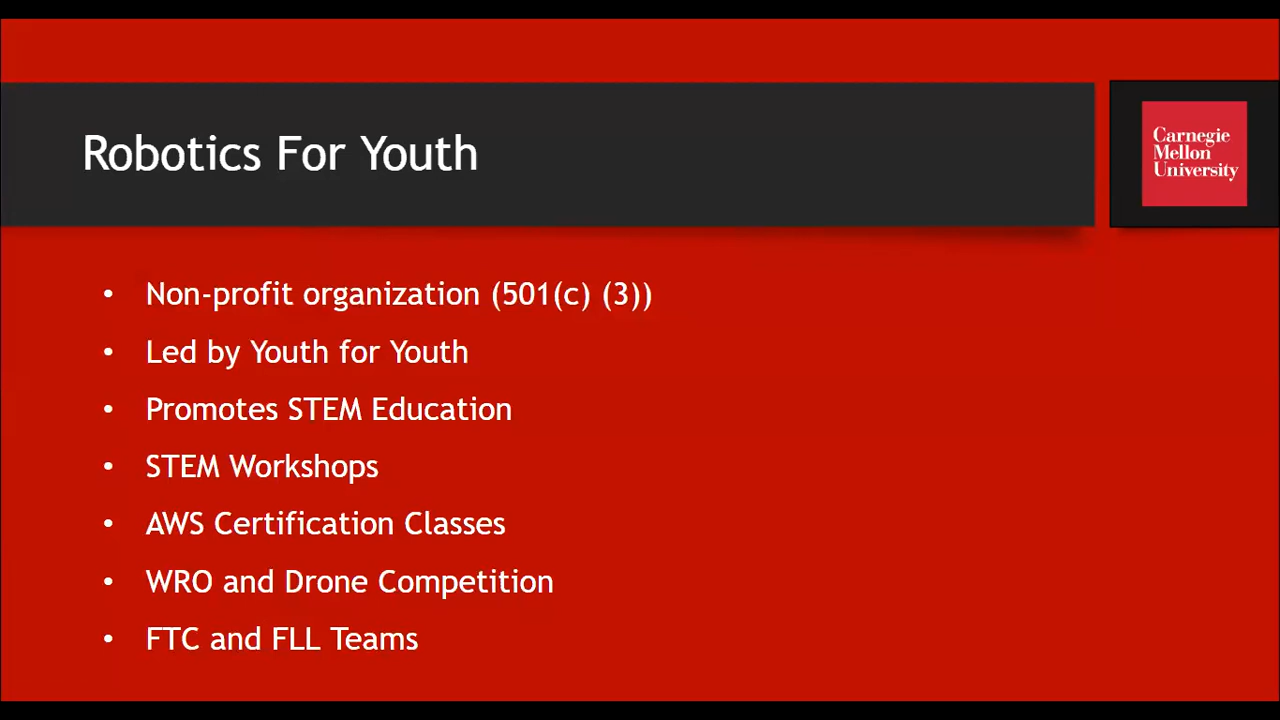 Robotics For Youth
Carnegie
Mellon
University
• Non-profit organization (501(c) (3))
• Led by Youth for Youth
• Promotes STEM Education
• STEM Workshops
• AWS Certification Classes
• WRO and Drone Competition
• FTC and FLL Teams